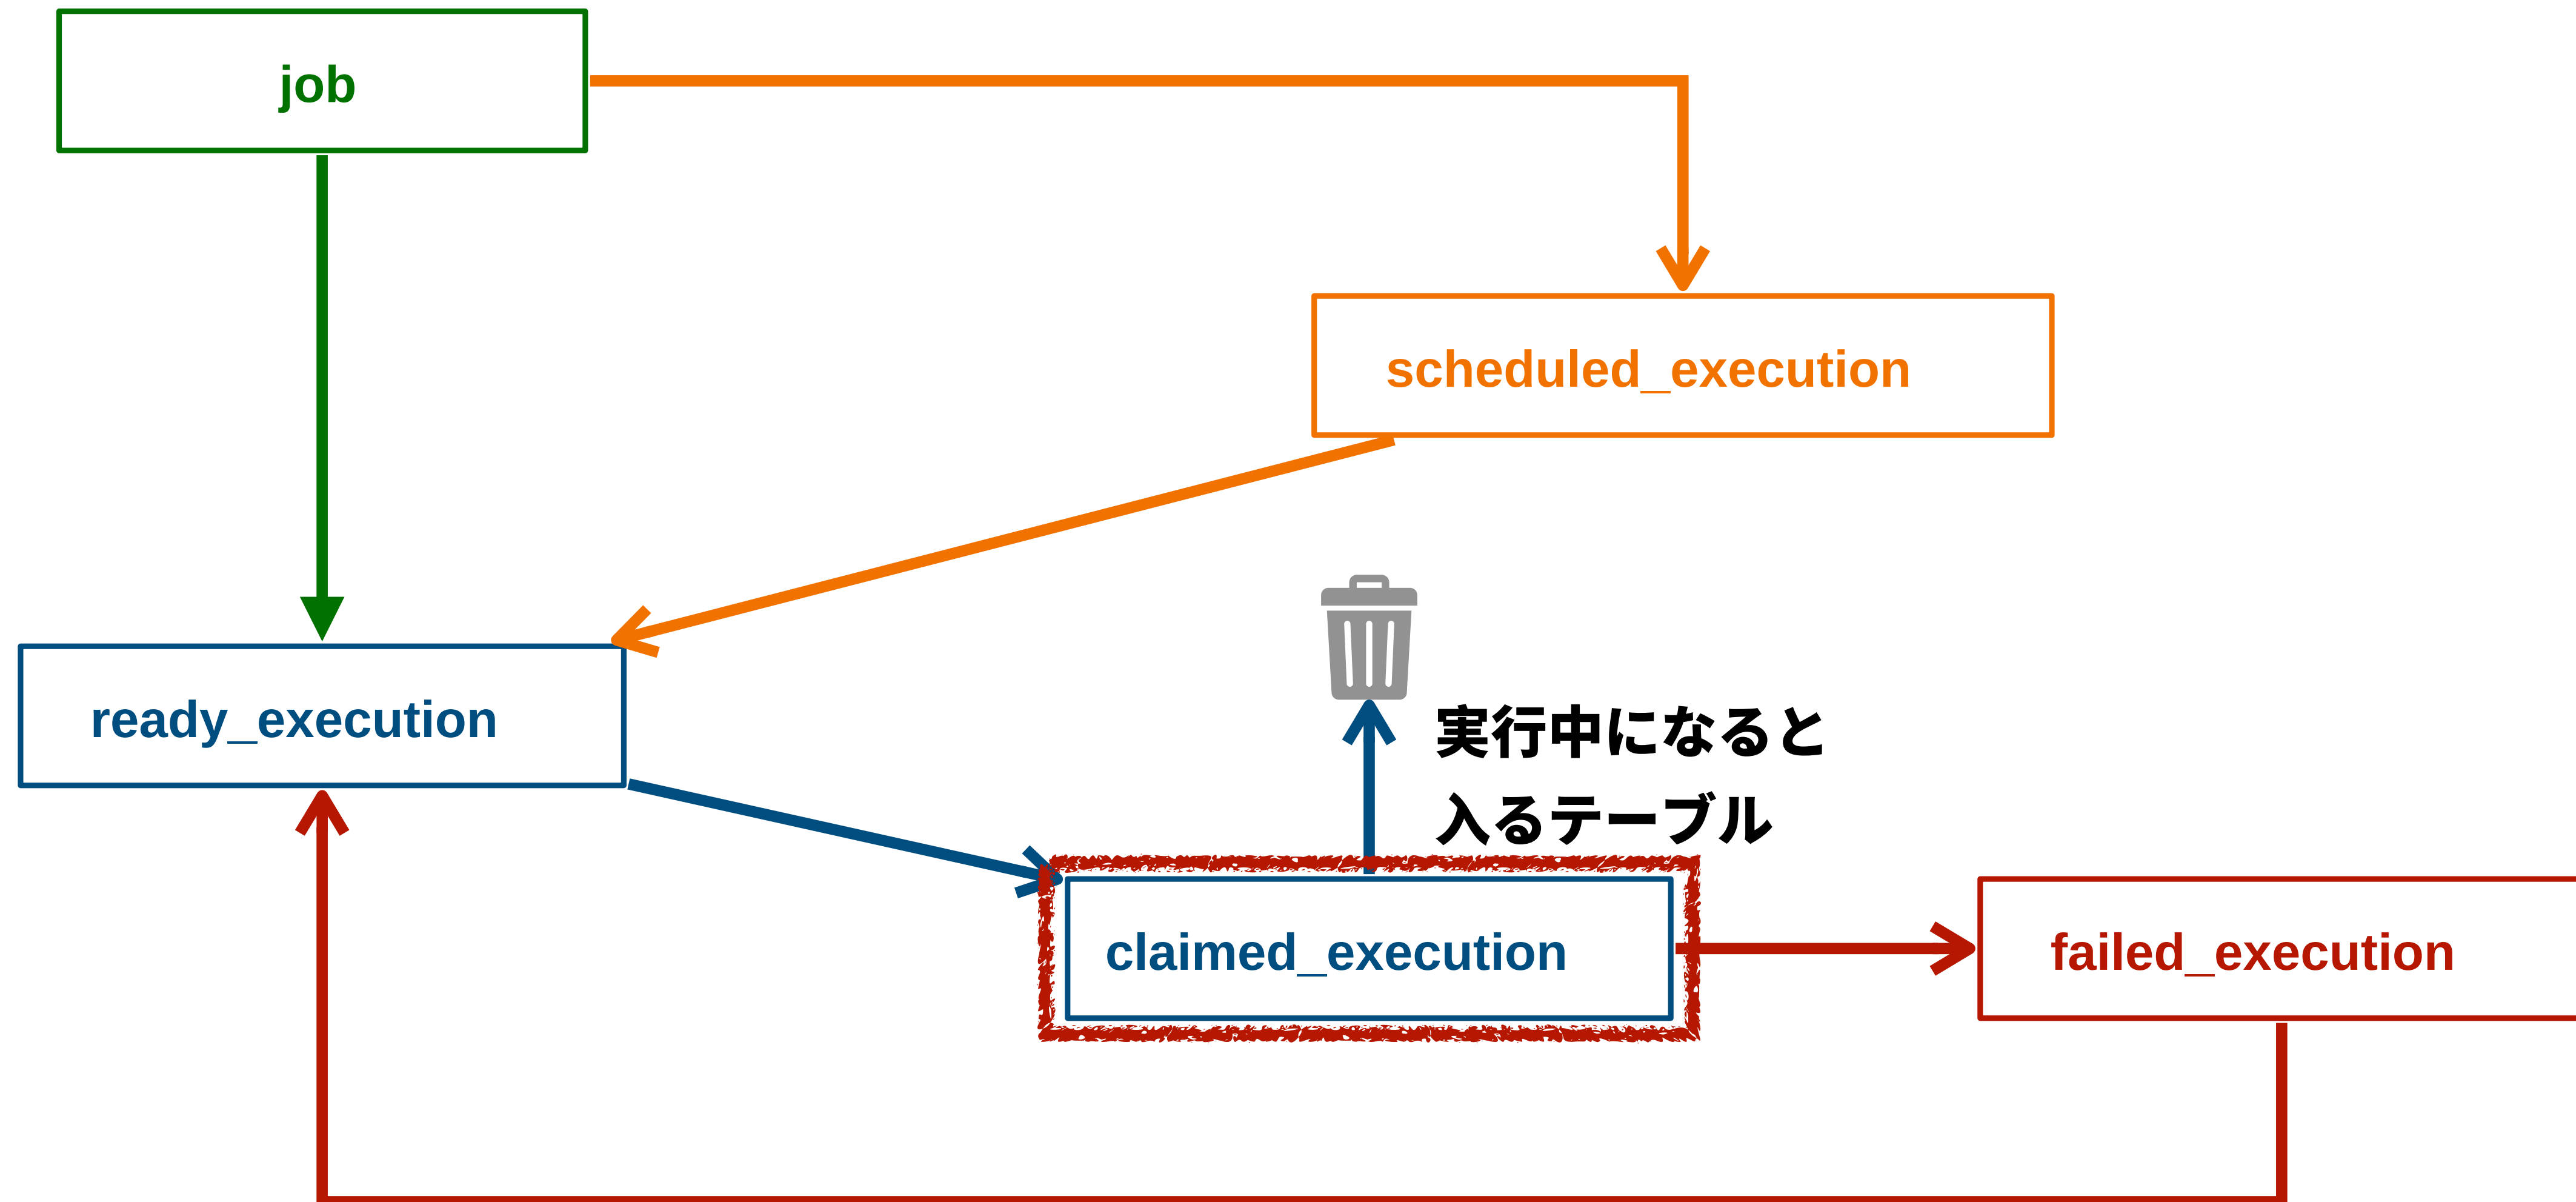 job
scheduled_execution
ready_execution
実行中になると
入るテーブル
claimed_execution
failed_execution